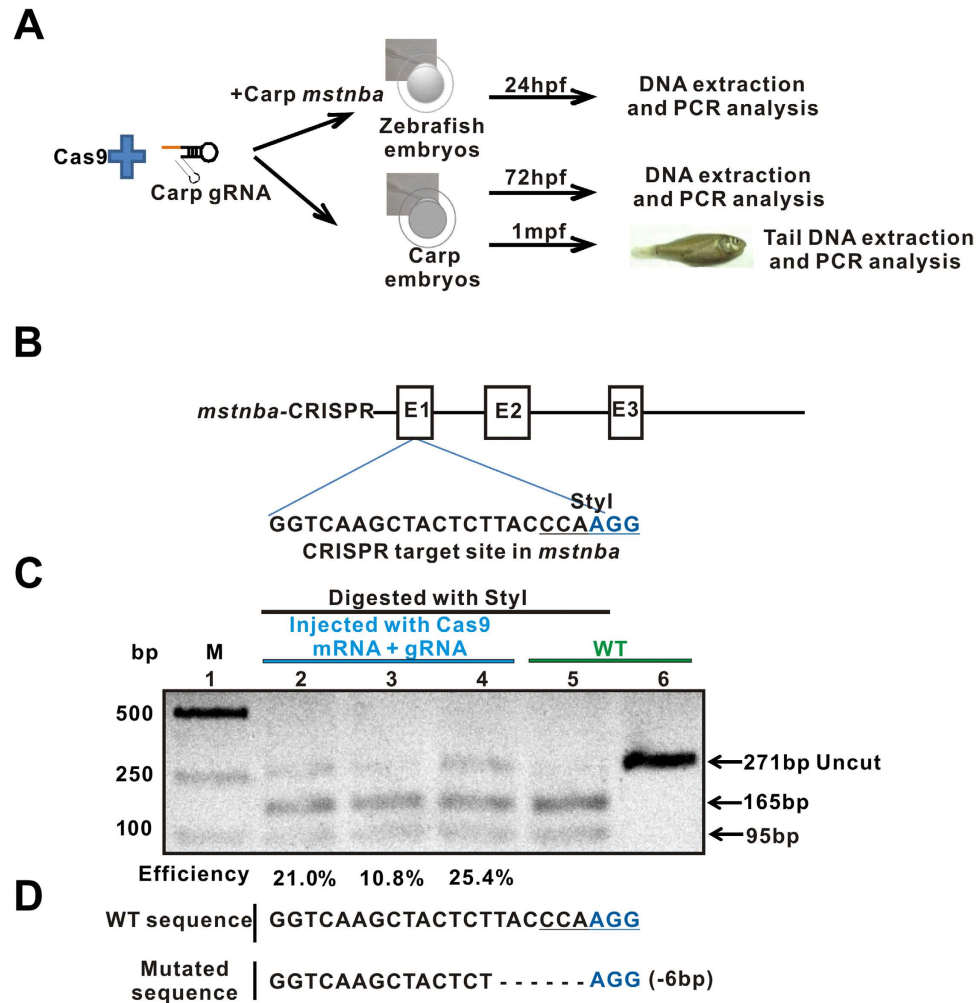 A
+Carp mstnba
Cas9
Carp gRNA
Zebrafish
embryos
24hpf
DNA extraction
and PCR analysis
Carp
embryos
72hpf
DNA extraction
and PCR analysis
1mpf
Tail DNA extraction
and PCR analysis
B
mstnba-CRISPR
E1
E2
E3
StyI
GGTCAAGCTACTCTTACCCAAGG
CRISPR target site in mstnba
C
Digested with StyI
Injected with Cas9
mRNA + gRNA
WT
bp M
1 2 3 4 5 6
500
250
100
271bp Uncut
165bp
95bp
Efficiency 21.0% 10.8% 25.4%
D
WT sequence GGTCAAGCTACTCTTACCCAAGG
Mutated
sequence
GGTCAAGCTACTCT - - - - - - AGG (-6bp)